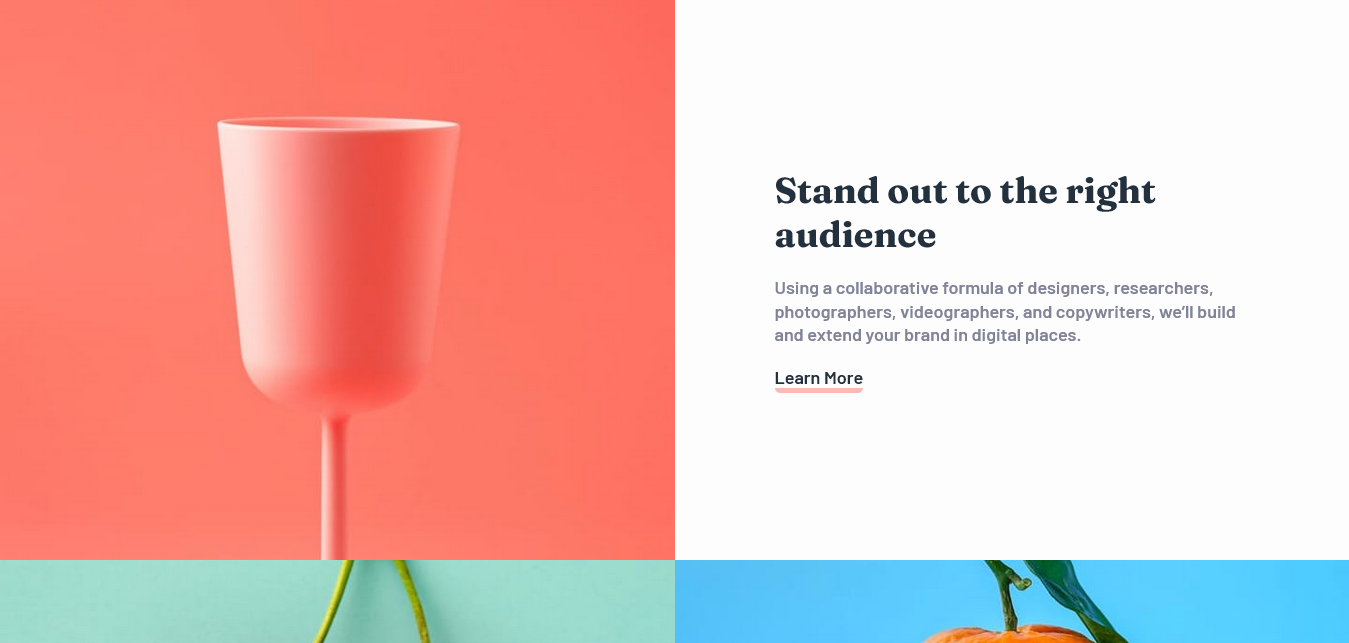 Stand out to the right
audience
Using a collaborative formula of designers, researchers,
photographers, videographers, and copywriters, we’ll build
and extend your brand in digital places.
Learn More